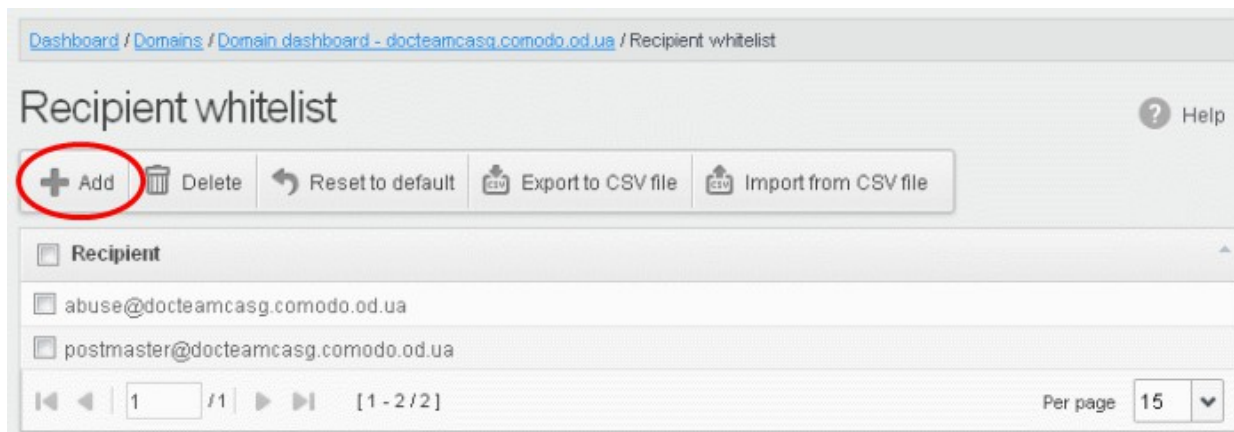 Dashboard / Domains / Domain dashboard - docteamcasg.comodo.od.ua / Recipient whitelist
Recipient whitelist
Help
Add Delete Reset to default Export to CSV file Import from CSV file
Recipient
abuse@docteamcasg.comodo.od.ua
postmaster@docteamcasg.comodo.od.ua
1 /1 [1 - 2 / 2] Per page 15